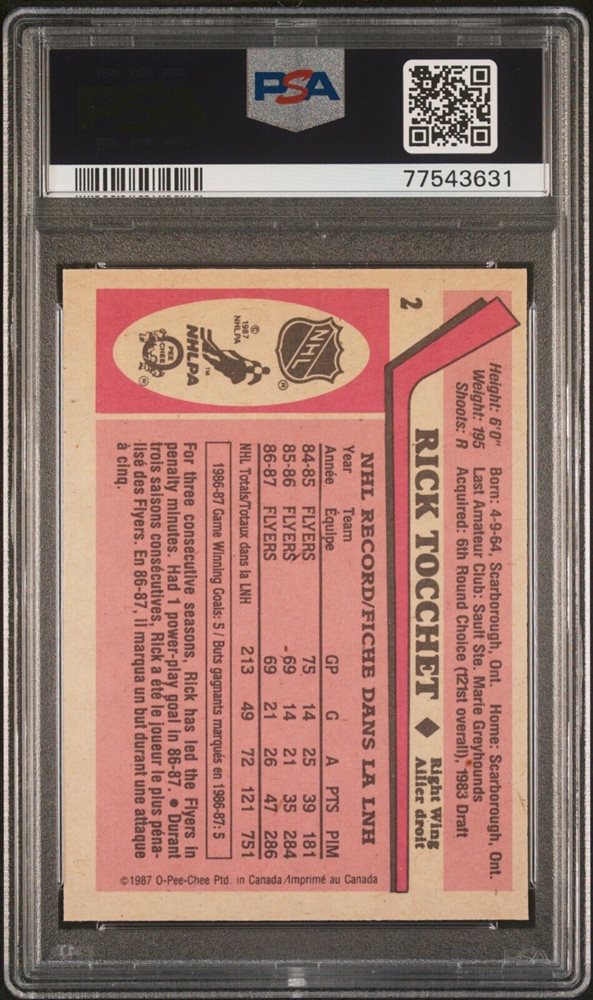 PSA
77543631
2
Height: 6'0" Born: 4-9-64, Scarborough, Ont. Home: Scarborough, Ont.
Weight: 195 Last Amateur Club: Sault Ste. Marie Greyhounds
Shoots: R Acquired: 6th Round Choice (121st overall), 1983 Draft
RICK TOCCHET ◆ Right Wing
Ailier droit
NHL
®
© 1987
NHLPA
NHLPA
™
O PEE CHEE
®
NHL RECORD/FICHE DANS LA LNH
Year Team
Année Équipe GP G A PTS PIM
84-85 FLYERS 75 14 25 39 181
85-86 FLYERS 69 14 21 35 284
86-87 FLYERS 69 21 26 47 286
NHL Totals/Totaux dans la LNH 213 49 72 121 751
1986-87 Game Winning Goals: 5 / Buts gagnants marqués en 1986-87: 5
For three consecutive seasons, Rick has led the Flyers in
penalty minutes. Had 1 power-play goal in 86-87. ● Durant
trois saisons consécutives, Rick a été le joueur le plus péna-
lisé des Flyers. En 86-87, il marqua un but durant une attaque
à cinq.
©1987 O-Pee-Chee Ptd. in Canada/Imprimé au Canada